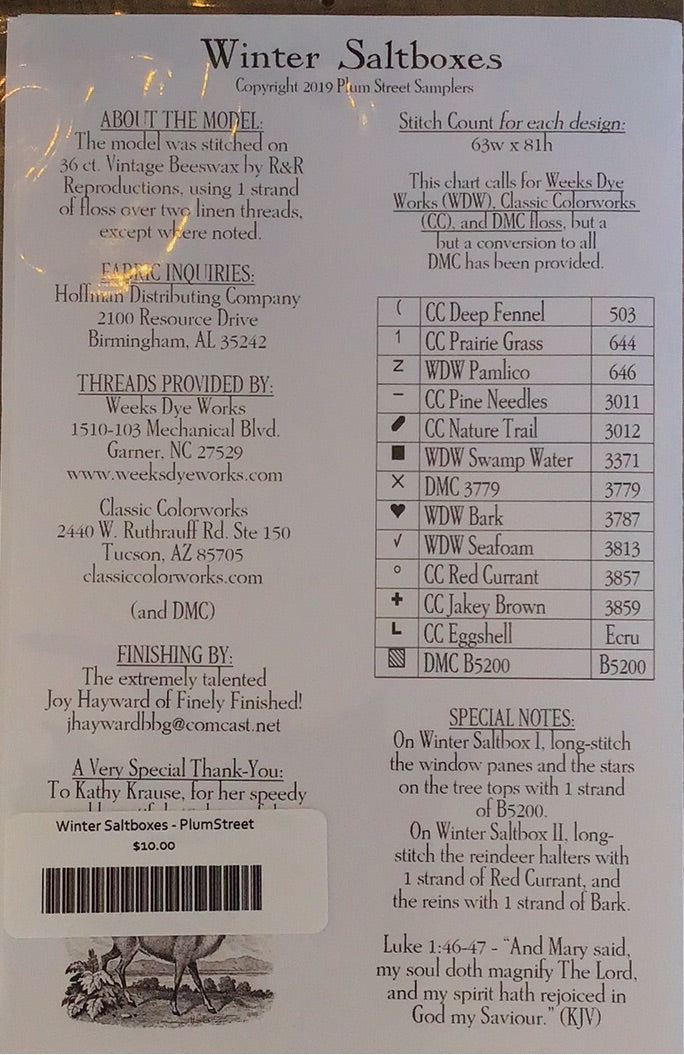 Winter Saltboxes
Copyright 2019 Plum Street Samplers
ABOUT THE MODEL:
The model was stitched on
36 ct. Vintage Beeswax by R&R
Reproductions, using 1 strand
of floss over two linen threads,
except where noted.
FABRIC INQUIRIES:
Hoffman Distributing Company
2100 Resource Drive
Birmingham, AL 35242
THREADS PROVIDED BY:
Weeks Dye Works
1510-103 Mechanical Blvd.
Garner, NC 27529
www.weeksdyeworks.com
Classic Colorworks
2440 W. Ruthrauff Rd. Ste 150
Tucson, AZ 85705
classiccolorworks.com
(and DMC)
FINISHING BY:
The extremely talented
Joy Hayward of Finely Finished!
jhaywardbbg@comcast.net
A Very Special Thank-You:
To Kathy Krause, for her speedy
Winter Saltboxes - PlumStreet
$10.00
Stitch Count for each design:
63w x 81h
This chart calls for Weeks Dye
Works (WDW), Classic Colorworks
(CC), and DMC floss, but a
but a conversion to all
DMC has been provided.
( CC Deep Fennel 503
1 CC Prairie Grass 644
Z WDW Pamlico 646
− CC Pine Needles 3011
CC Nature Trail 3012
■ WDW Swamp Water 3371
X DMC 3779 3779
♥ WDW Bark 3787
√ WDW Seafoam 3813
° CC Red Currant 3857
✚ CC Jakey Brown 3859
L CC Eggshell Ecru
▧ DMC B5200 B5200
SPECIAL NOTES:
On Winter Saltbox I, long-stitch
the window panes and the stars
on the tree tops with 1 strand
of B5200.
On Winter Saltbox II, long-
stitch the reindeer halters with
1 strand of Red Currant, and
the reins with 1 strand of Bark.
Luke 1:46-47 - "And Mary said,
my soul doth magnify The Lord,
and my spirit hath rejoiced in
God my Saviour." (KJV)